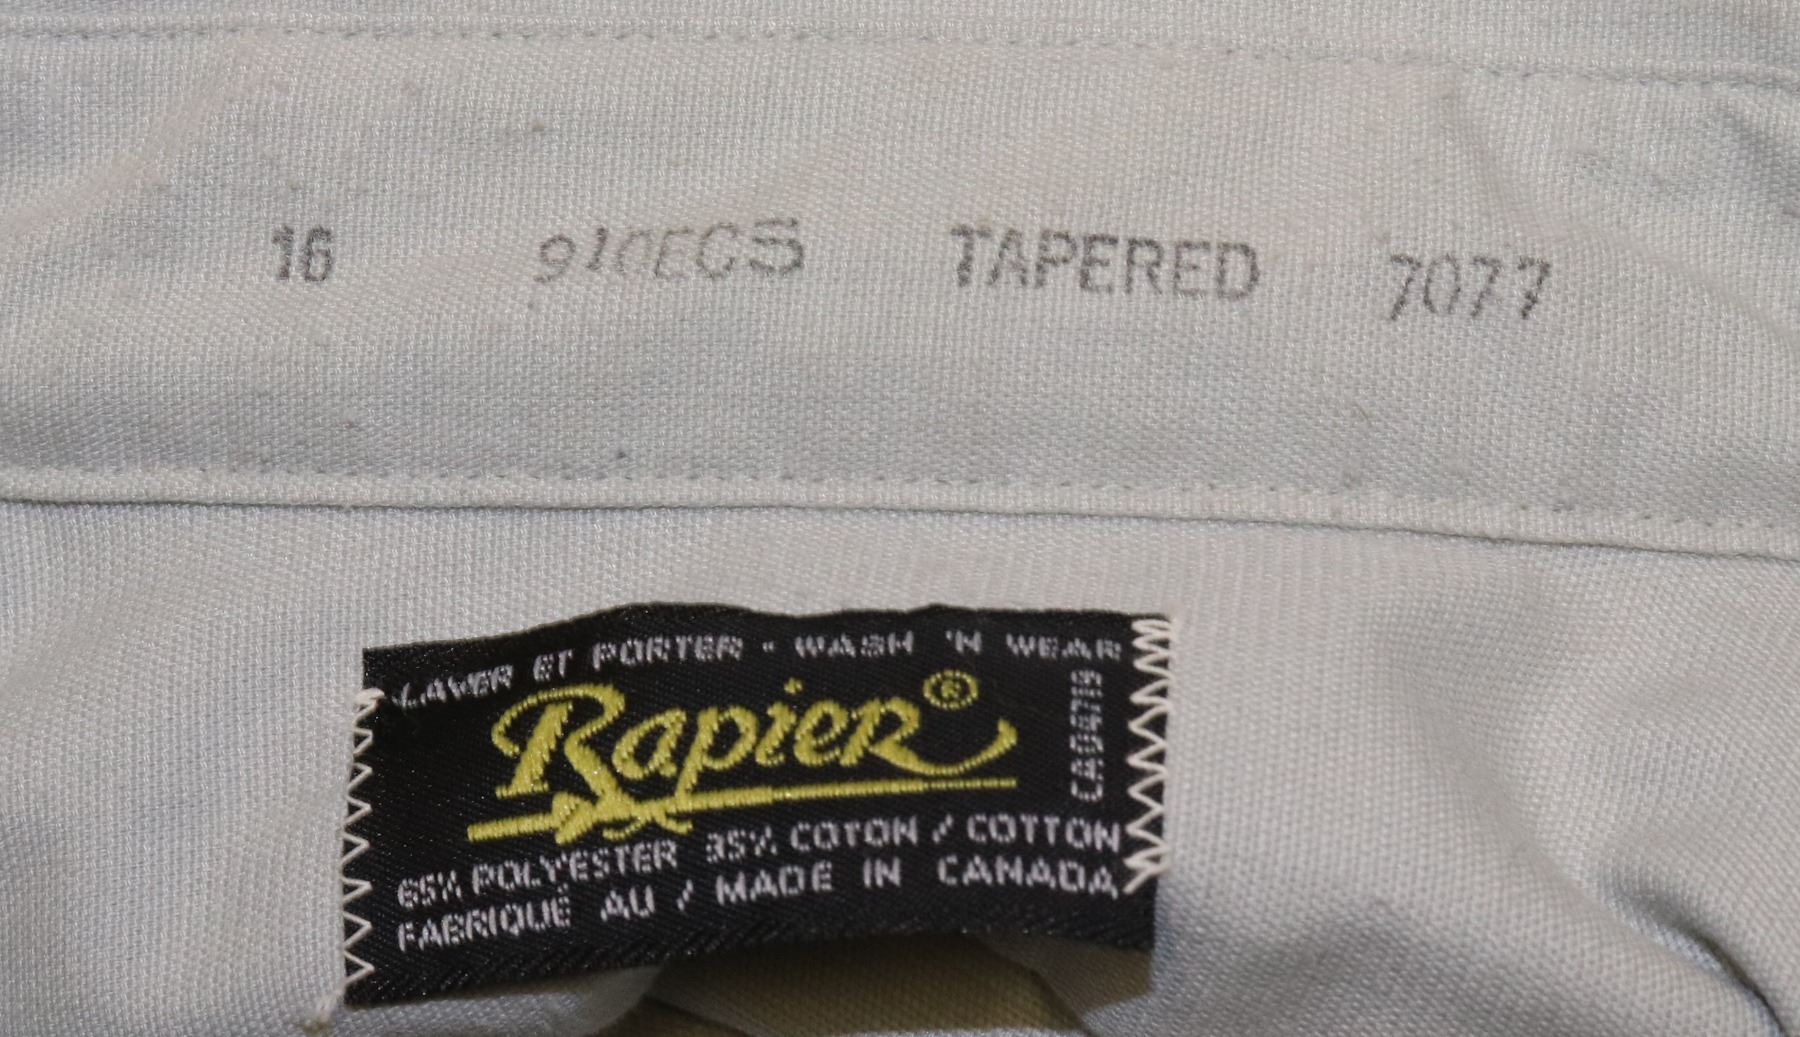 16 910ECS TAPERED 7077
LAVER ET PORTER - WASH 'N WEAR
Rapier®
65% POLYESTER 35% COTON / COTTON
FABRIQUÉ AU / MADE IN CANADA